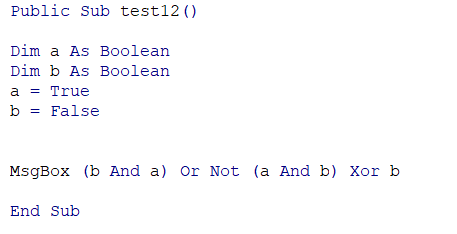 Public Sub test12()
Dim a As Boolean
Dim b As Boolean
a = True
b = False
MsgBox (b And a) Or Not (a And b) Xor b
End Sub